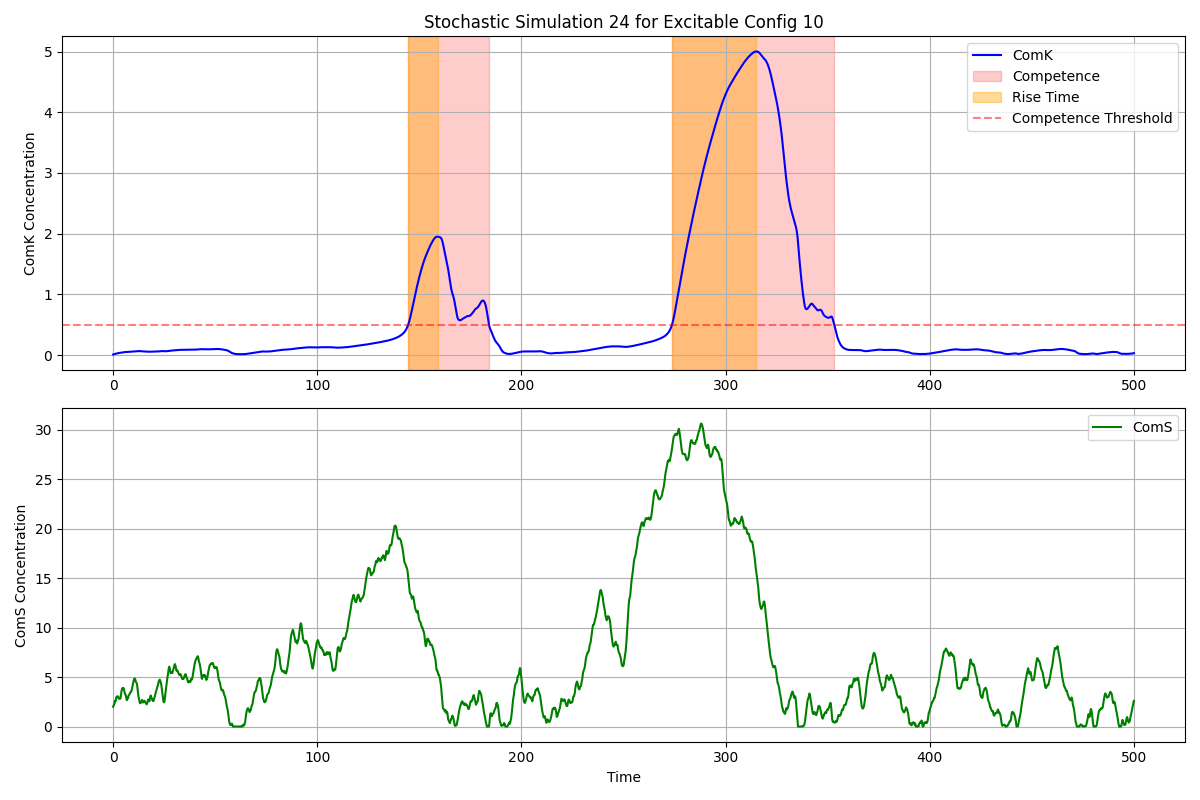 Stochastic Simulation 24 for Excitable Config 10
ComK Concentration
5
4
3
2
1
0
ComK
Competence
Rise Time
Competence Threshold
0 100 200 300 400 500
ComS Concentration
30
25
20
15
10
5
0
ComS
0 100 200 300 400 500
Time